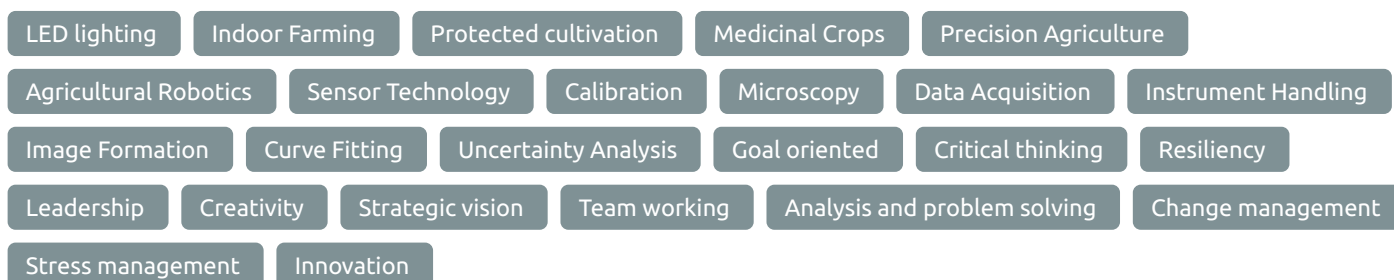 LED lighting Indoor Farming Protected cultivation Medicinal Crops Precision Agriculture
Agricultural Robotics Sensor Technology Calibration Microscopy Data Acquisition Instrument Handling
Image Formation Curve Fitting Uncertainty Analysis Goal oriented Critical thinking Resiliency
Leadership Creativity Strategic vision Team working Analysis and problem solving Change management
Stress management Innovation